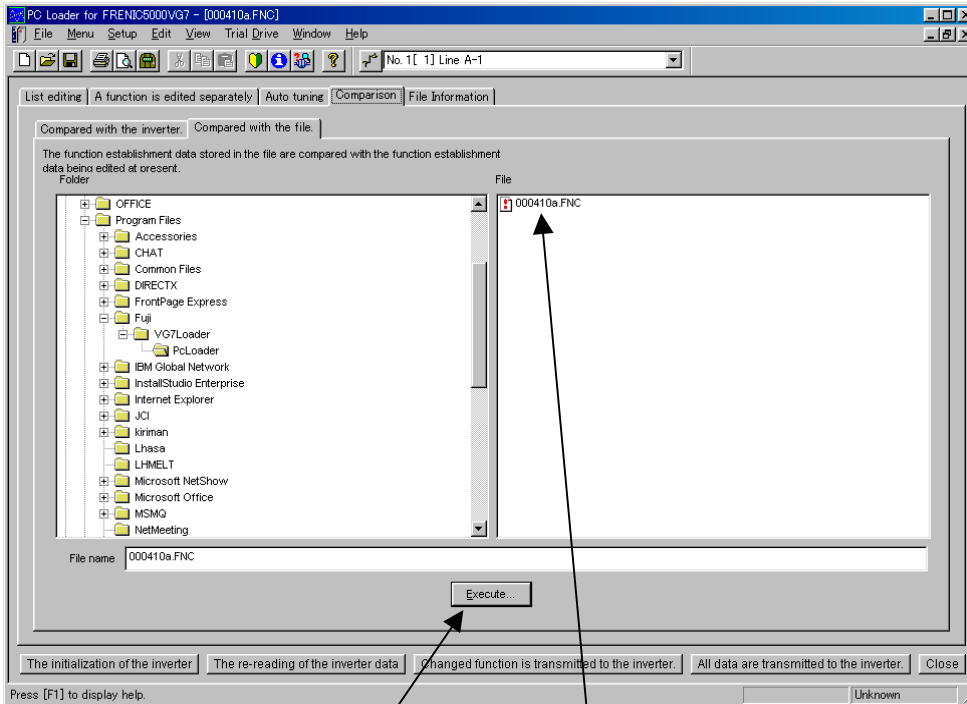 PC Loader for FRENIC5000VG7 - [000410a.FNC]
File Menu Setup Edit View Trial Drive Window Help
No. 1[ 1] Line A-1
List editing A function is edited separately Auto tuning Comparison File Information
Compared with the inverter. Compared with the file.
The function establishment data stored in the file are compared with the function establishment
data being edited at present.
Folder
File
OFFICE
Program Files
Accessories
CHAT
Common Files
DIRECTX
FrontPage Express
Fuji
VG7Loader
PcLoader
IBM Global Network
InstallStudio Enterprise
Internet Explorer
JCI
kiriman
Lhasa
LHMELT
Microsoft NetShow
Microsoft Office
MSMQ
NetMeeting
000410a.FNC
File name 000410a.FNC
Execute...
The initialization of the inverter The re-reading of the inverter data Changed function is transmitted to the inverter. All data are transmitted to the inverter. Close
Press [F1] to display help. Unknown